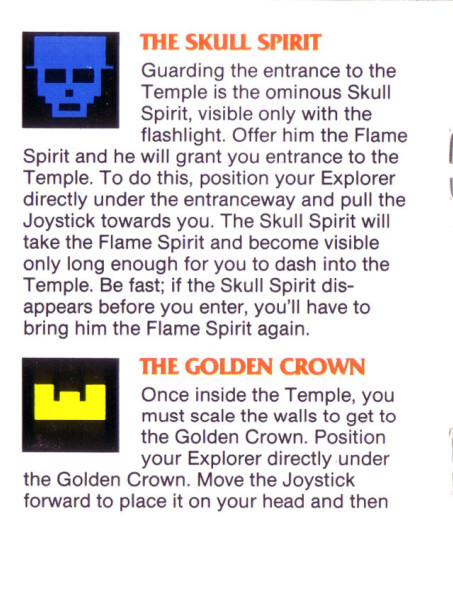 THE SKULL SPIRIT
Guarding the entrance to the
Temple is the ominous Skull
Spirit, visible only with the
flashlight. Offer him the Flame
Spirit and he will grant you entrance to the
Temple. To do this, position your Explorer
directly under the entranceway and pull the
Joystick towards you. The Skull Spirit will
take the Flame Spirit and become visible
only long enough for you to dash into the
Temple. Be fast; if the Skull Spirit dis-
appears before you enter, you'll have to
bring him the Flame Spirit again.
THE GOLDEN CROWN
Once inside the Temple, you
must scale the walls to get to
the Golden Crown. Position
your Explorer directly under
the Golden Crown. Move the Joystick
forward to place it on your head and then